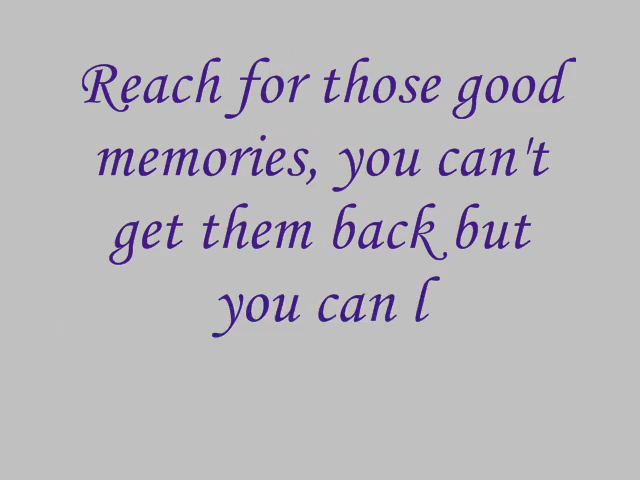 Reach for those good
memories, you can't
get them back but
you can l